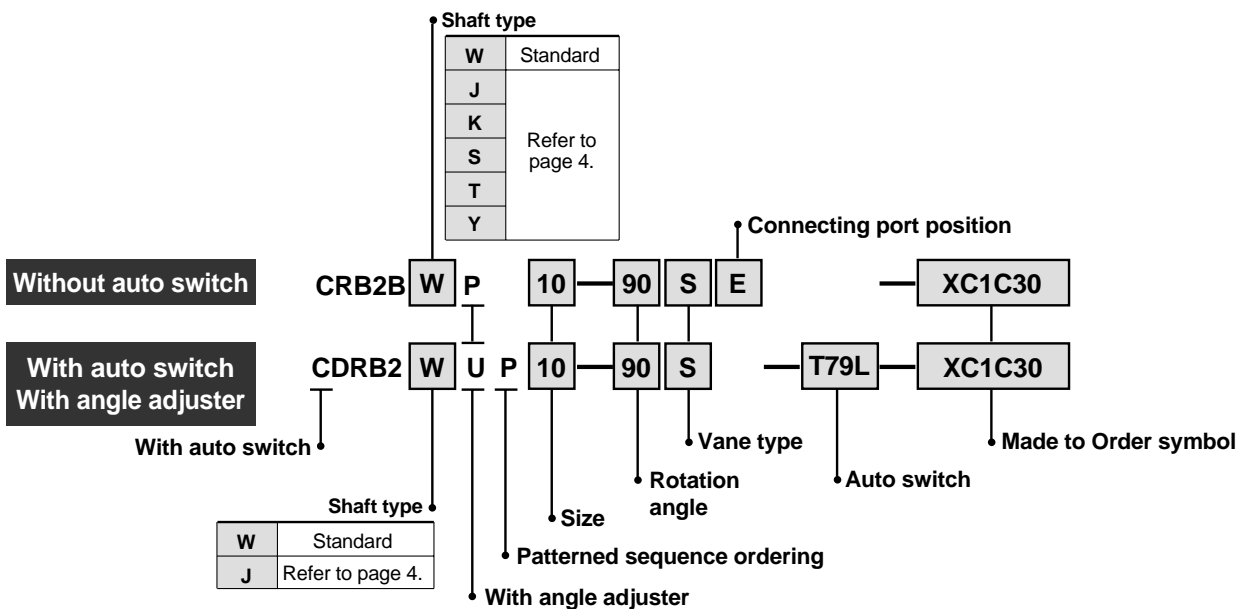 Shaft type
W Standard
J
K
S
T
Y
Refer to
page 4.
Connecting port position
Without auto switch
CRB2B W P 10 90 S E XC1C30
With auto switch
With angle adjuster
CDRB2 W U P 10 90 S T79L XC1C30
With auto switch
Vane type
Made to Order symbol
Rotation
angle
Auto switch
Shaft type
Size
W Standard
J Refer to page 4.
Patterned sequence ordering
With angle adjuster